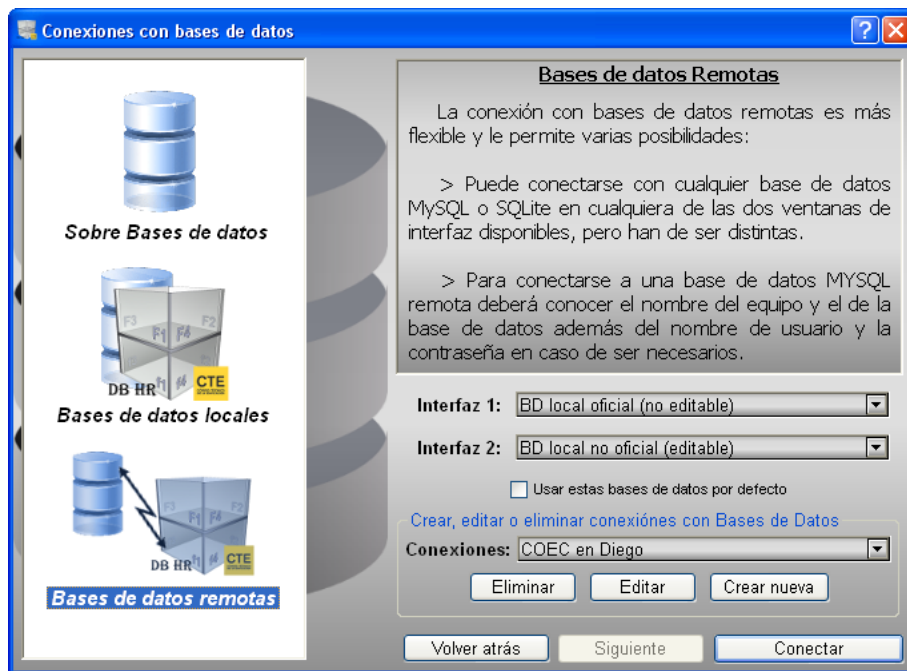 Conexiones con bases de datos
Sobre Bases de datos
F3
F1
F4
F2
f1
f4
DB HR
CTE
Bases de datos locales
F3
F1
F4
F2
f1
f4
DB HR
CTE
Bases de datos remotas
Bases de datos Remotas
La conexión con bases de datos remotas es más
flexible y le permite varias posibilidades:
> Puede conectarse con cualquier base de datos
MySQL o SQLite en cualquiera de las dos ventanas de
interfaz disponibles, pero han de ser distintas.
> Para conectarse a una base de datos MYSQL
remota deberá conocer el nombre del equipo y el de la
base de datos además del nombre de usuario y la
contraseña en caso de ser necesarios.
Interfaz 1: BD local oficial (no editable)
Interfaz 2: BD local no oficial (editable)
Usar estas bases de datos por defecto
Crear, editar o eliminar conexiónes con Bases de Datos
Conexiones: COEC en Diego
Eliminar Editar Crear nueva
Volver atrás Siguiente Conectar